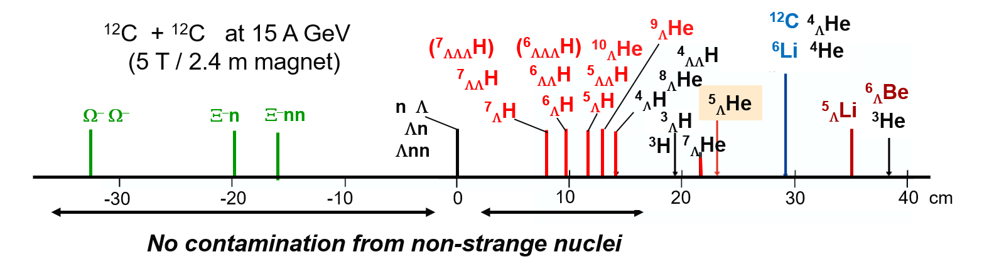 ¹²C + ¹²C at 15 A GeV
(5 T / 2.4 m magnet)
Ω⁻ Ω⁻
Ξ⁻n
Ξ⁻nn
n Λ
Λn
Λnn
(⁷ΛΛΛH)
⁷ΛΛH
⁷ΛH
(⁶ΛΛΛH)
⁶ΛΛH
⁶ΛH
¹⁰ΛHe
⁵ΛΛH
⁵ΛH
⁹ΛHe
⁴ΛΛH
⁸ΛHe
⁴ΛH
³ΛH
³H
⁷ΛHe
⁵ΛHe
¹²C ⁴ΛHe
⁶Li ⁴He
⁵ΛLi
⁶ΛBe
³He
-30 -20 -10 0 10 20 30 40 cm
No contamination from non-strange nuclei